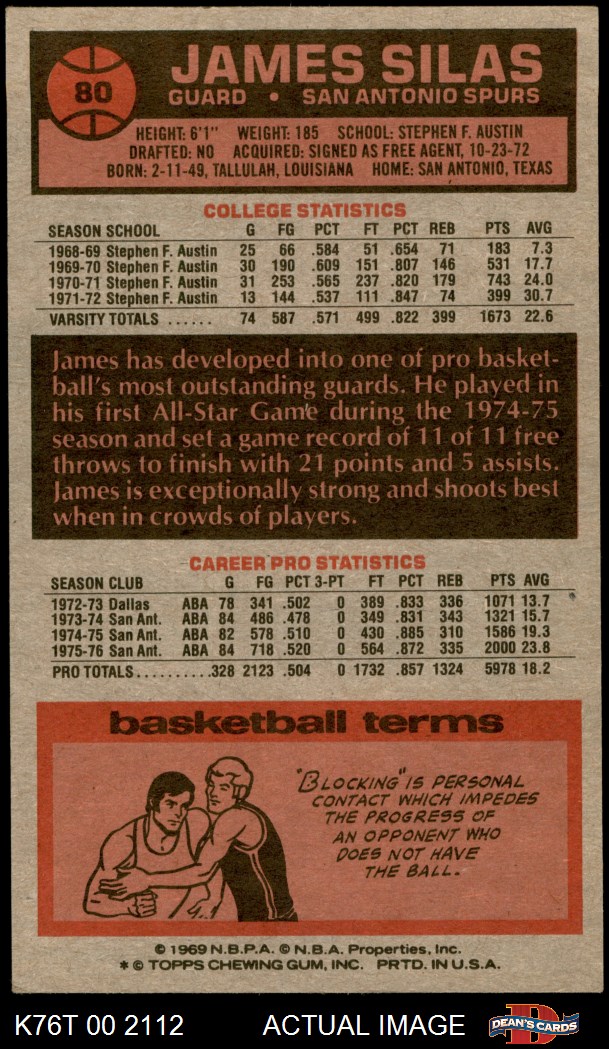 80
JAMES SILAS
GUARD • SAN ANTONIO SPURS
HEIGHT: 6'1" WEIGHT: 185 SCHOOL: STEPHEN F. AUSTIN
DRAFTED: NO ACQUIRED: SIGNED AS FREE AGENT, 10-23-72
BORN: 2-11-49, TALLULAH, LOUISIANA HOME: SAN ANTONIO, TEXAS
COLLEGE STATISTICS
SEASON SCHOOL G FG PCT FT PCT REB PTS AVG
1968-69 Stephen F. Austin 25 66 .584 51 .654 71 183 7.3
1969-70 Stephen F. Austin 30 190 .609 151 .807 146 531 17.7
1970-71 Stephen F. Austin 31 253 .565 237 .820 179 743 24.0
1971-72 Stephen F. Austin 13 144 .537 111 .847 74 399 30.7
VARSITY TOTALS ...... 74 587 .571 499 .822 399 1673 22.6
James has developed into one of pro basket-
ball's most outstanding guards. He played in
his first All-Star Game during the 1974-75
season and set a game record of 11 of 11 free
throws to finish with 21 points and 5 assists.
James is exceptionally strong and shoots best
when in crowds of players.
CAREER PRO STATISTICS
SEASON CLUB G FG PCT 3-PT FT PCT REB PTS AVG
1972-73 Dallas ABA 78 341 .502 0 389 .833 336 1071 13.7
1973-74 San Ant. ABA 84 486 .478 0 349 .831 343 1321 15.7
1974-75 San Ant. ABA 82 578 .510 0 430 .885 310 1586 19.3
1975-76 San Ant. ABA 84 718 .520 0 564 .872 335 2000 23.8
PRO TOTALS..........328 2123 .504 0 1732 .857 1324 5978 18.2
basketball terms
"BLOCKING" IS PERSONAL
CONTACT WHICH IMPEDES
THE PROGRESS OF
AN OPPONENT WHO
DOES NOT HAVE
THE BALL.
© 1969 N.B.P.A. © N.B.A. Properties, Inc.
* © TOPPS CHEWING GUM, INC. PRTD. IN U.S.A.
K76T 00 2112 ACTUAL IMAGE D DEAN'S CARDS